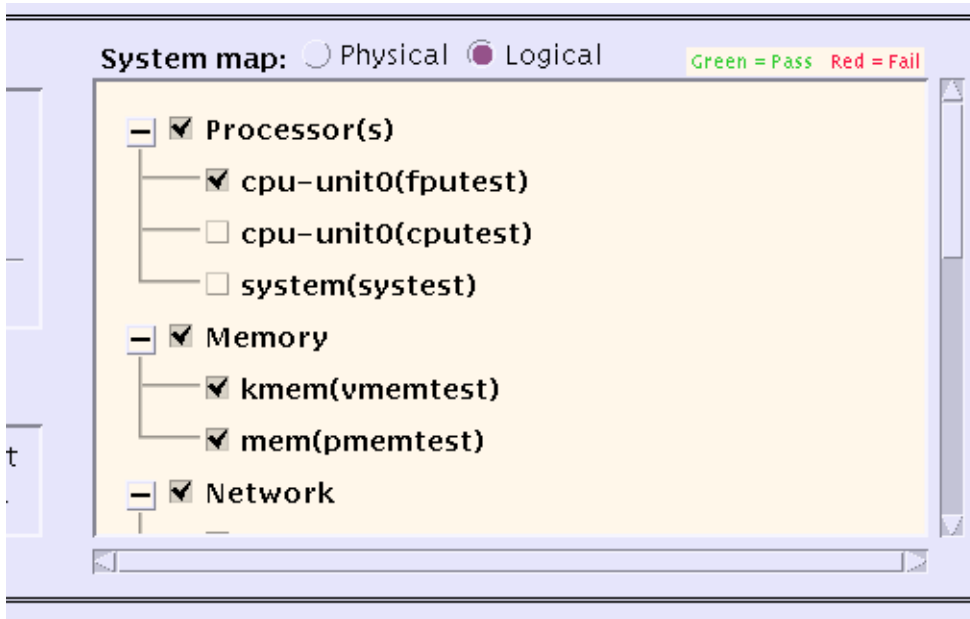 System map: Physical Logical Green = Pass Red = Fail
Processor(s)
cpu-unit0(fputest)
cpu-unit0(cputest)
system(systest)
Memory
kmem(vmemtest)
mem(pmemtest)
t
Network